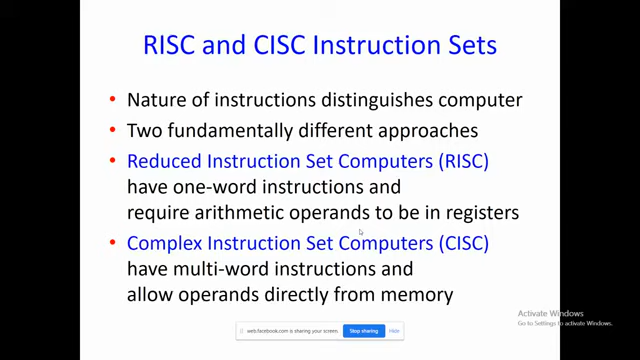 RISC and CISC Instruction Sets
• Nature of instructions distinguishes computer
• Two fundamentally different approaches
• Reduced Instruction Set Computers (RISC)
have one-word instructions and
require arithmetic operands to be in registers
• Complex Instruction Set Computers (CISC)
have multi-word instructions and
allow operands directly from memory
Activate Windows
Go to Settings to activate Windows.
web.facebook.com is sharing your screen Stop sharing Hide